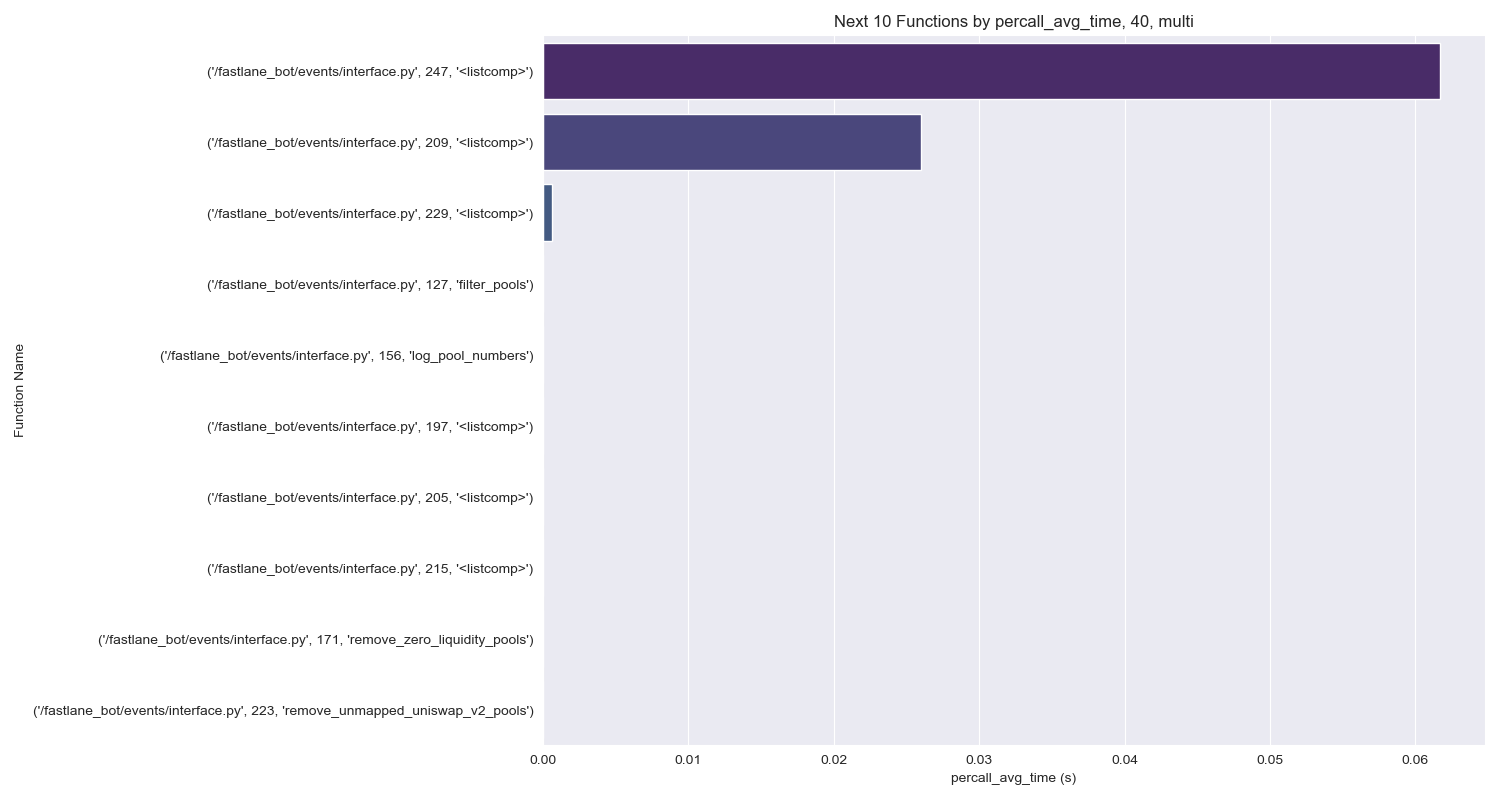 Next 10 Functions by percall_avg_time, 40, multi
('/fastlane_bot/events/interface.py', 247, '<listcomp>')
('/fastlane_bot/events/interface.py', 209, '<listcomp>')
('/fastlane_bot/events/interface.py', 229, '<listcomp>')
('/fastlane_bot/events/interface.py', 127, 'filter_pools')
('/fastlane_bot/events/interface.py', 156, 'log_pool_numbers')
('/fastlane_bot/events/interface.py', 197, '<listcomp>')
('/fastlane_bot/events/interface.py', 205, '<listcomp>')
('/fastlane_bot/events/interface.py', 215, '<listcomp>')
('/fastlane_bot/events/interface.py', 171, 'remove_zero_liquidity_pools')
('/fastlane_bot/events/interface.py', 223, 'remove_unmapped_uniswap_v2_pools')
Function Name
0.00 0.01 0.02 0.03 0.04 0.05 0.06
percall_avg_time (s)